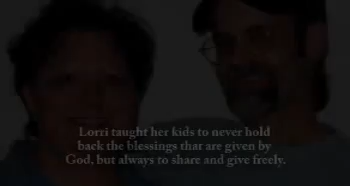 Lorri taught her kids to never hold
back the blessings that are given by
God, but always to share and give freely.